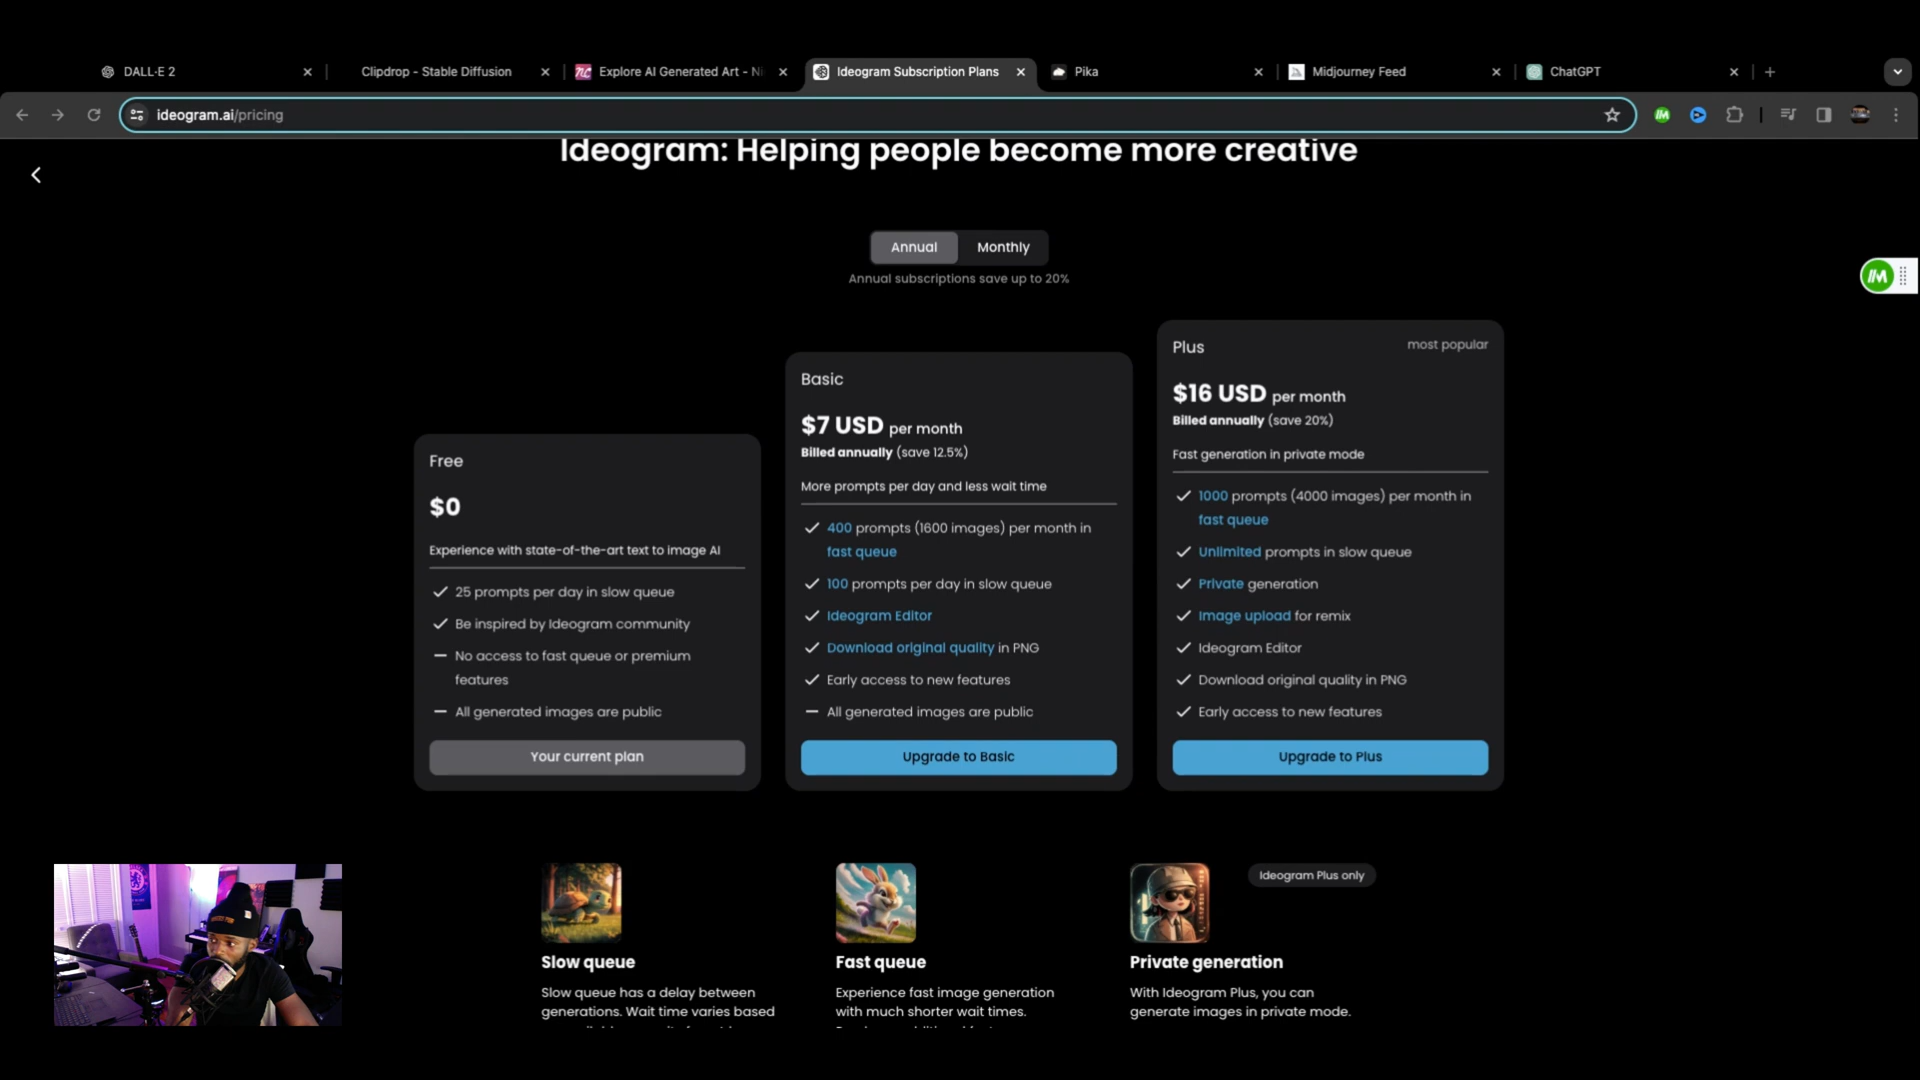 DALL·E 2
Clipdrop - Stable Diffusion
Explore AI Generated Art - Ni
Ideogram Subscription Plans
Pika
Midjourney Feed
ChatGPT
ideogram.ai/pricing
Ideogram: Helping people become more creative
Annual
Monthly
Annual subscriptions save up to 20%
Free
$0
Experience with state-of-the-art text to image AI
25 prompts per day in slow queue
Be inspired by Ideogram community
No access to fast queue or premium
features
All generated images are public
Your current plan
Basic
$7 USD per month
Billed annually (save 12.5%)
More prompts per day and less wait time
400 prompts (1600 images) per month in
fast queue
100 prompts per day in slow queue
Ideogram Editor
Download original quality in PNG
Early access to new features
All generated images are public
Upgrade to Basic
Plus
most popular
$16 USD per month
Billed annually (save 20%)
Fast generation in private mode
1000 prompts (4000 images) per month in
fast queue
Unlimited prompts in slow queue
Private generation
Image upload for remix
Ideogram Editor
Download original quality in PNG
Early access to new features
Upgrade to Plus
Slow queue
Slow queue has a delay between
generations. Wait time varies based
Fast queue
Experience fast image generation
with much shorter wait times.
Ideogram Plus only
Private generation
With Ideogram Plus, you can
generate images in private mode.